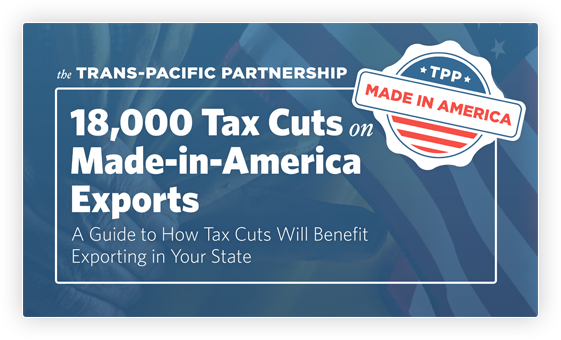 the TRANS-PACIFIC PARTNERSHIP
TPP
MADE IN AMERICA
18,000 Tax Cuts on
Made-in-America
Exports
A Guide to How Tax Cuts Will Benefit
Exporting in Your State